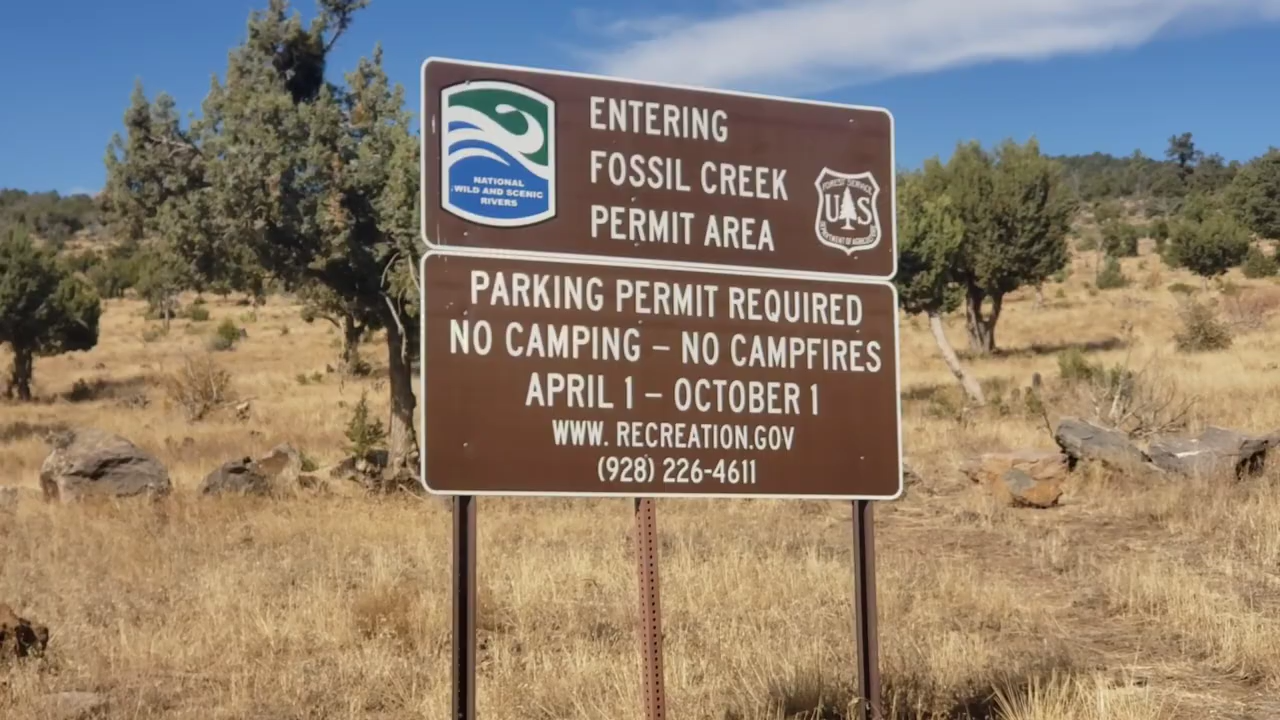 NATIONAL
WILD AND SCENIC
RIVERS
ENTERING
FOSSIL CREEK
PERMIT AREA
FOREST SERVICE
US
DEPARTMENT OF AGRICULTURE
PARKING PERMIT REQUIRED
NO CAMPING – NO CAMPFIRES
APRIL 1 – OCTOBER 1
WWW. RECREATION.GOV
(928) 226-4611